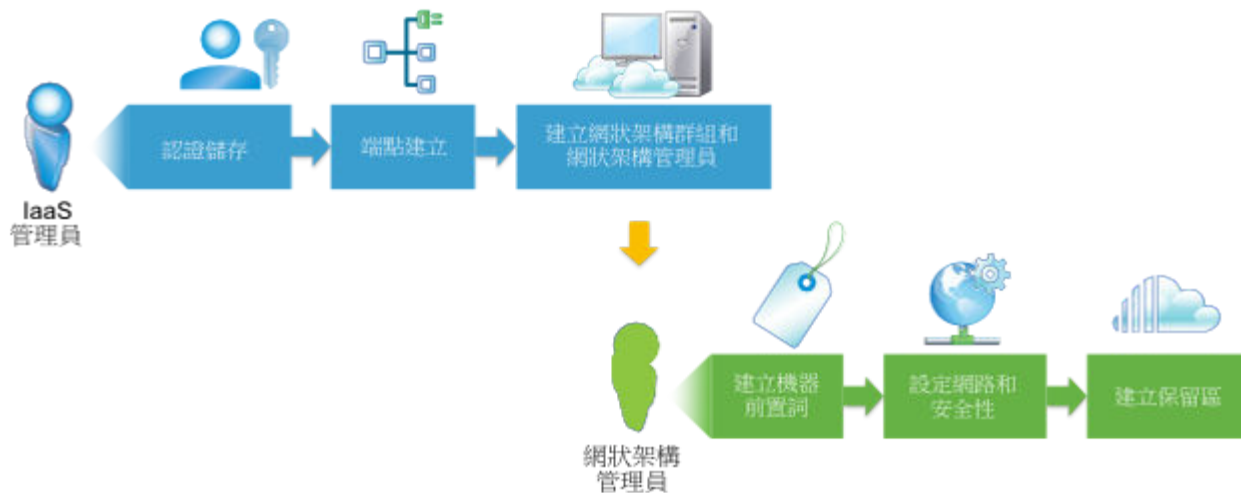 認證儲存
端點建立
建立網狀架構群組和
網狀架構管理員
IaaS
管理員
建立機器
前置詞
設定網路和
安全性
建立保留區
網狀架構
管理員